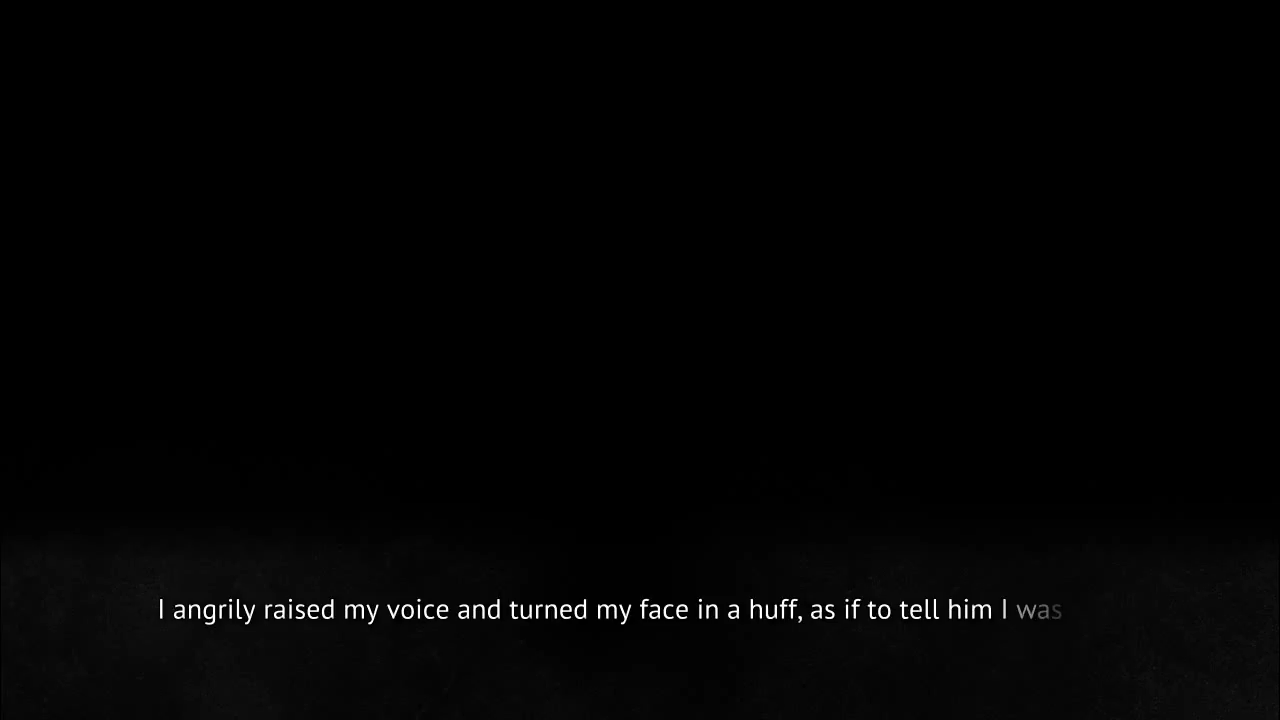 I angrily raised my voice and turned my face in a huff, as if to tell him I was